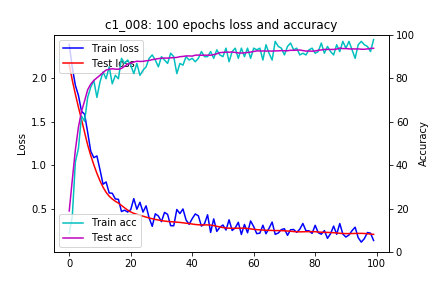 c1_008: 100 epochs loss and accuracy
Train loss
Test loss
Train acc
Test acc
Loss
2.0
1.5
1.0
0.5
Accuracy
100
80
60
40
20
0
0
20
40
60
80
100